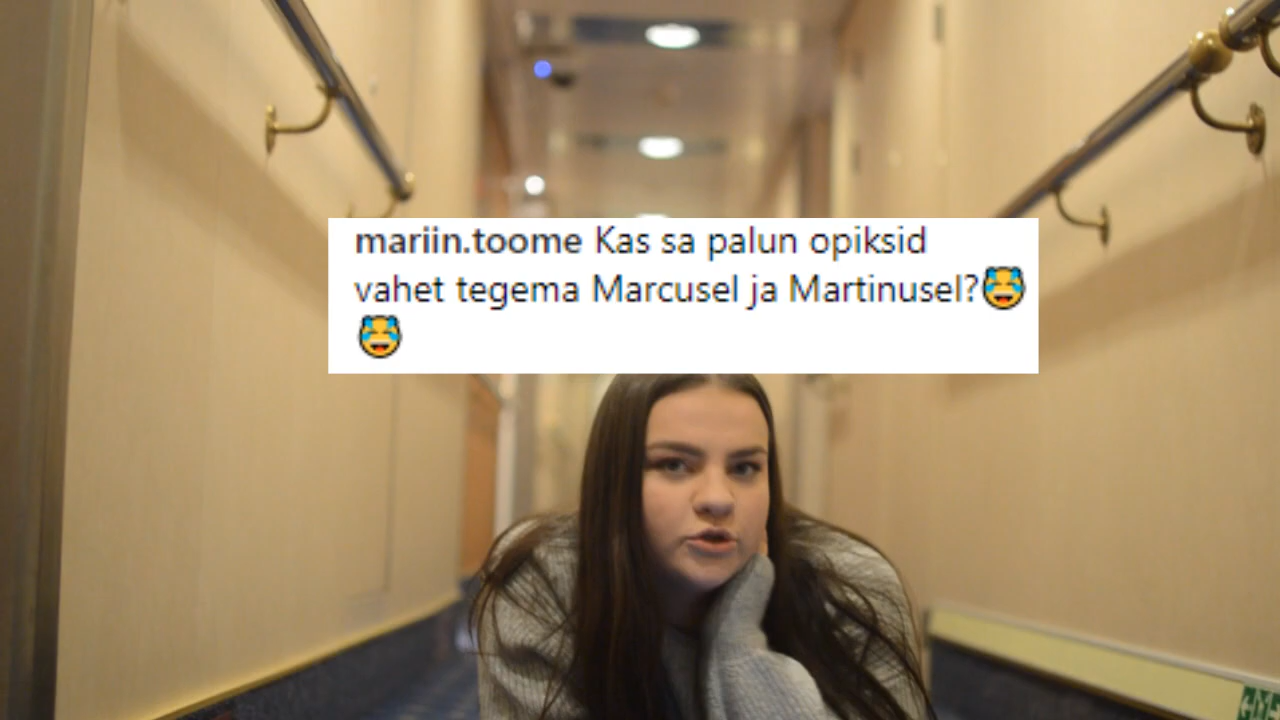 mariin.toome Kas sa palun opiksid
vahet tegema Marcusel ja Martinusel?😹
😹